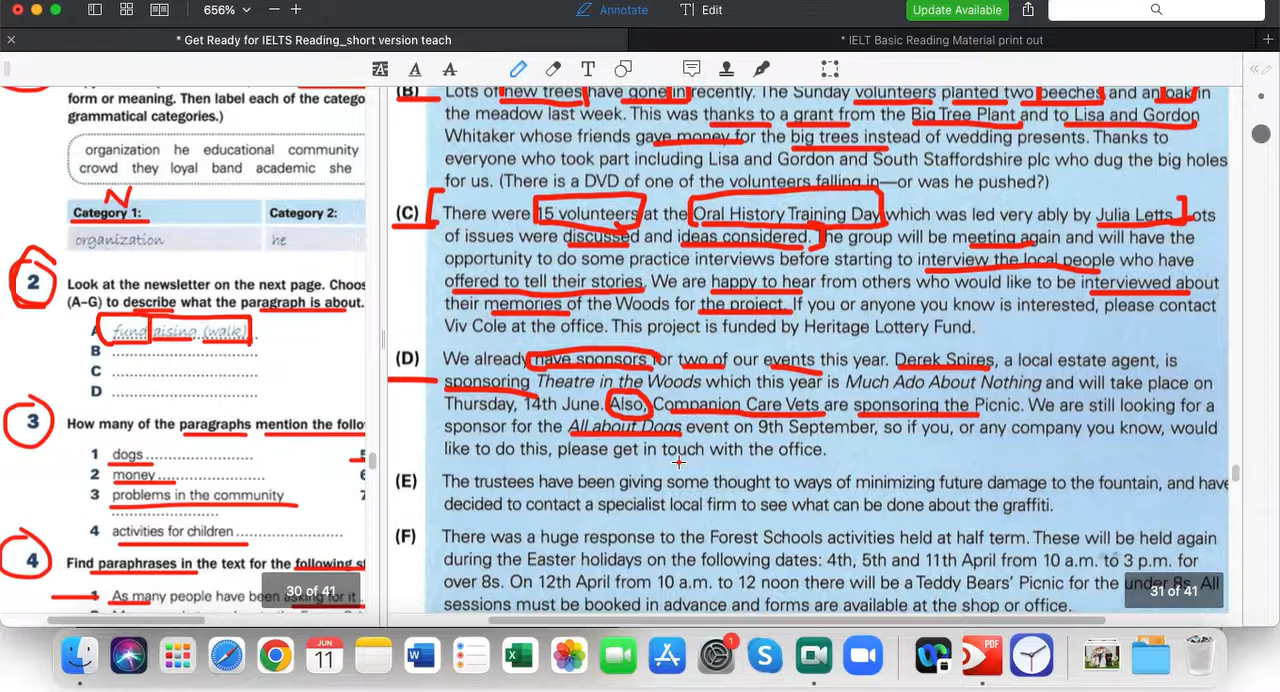 656%
Annotate
Edit
Update Available
* Get Ready for IELTS Reading_short version teach
* IELT Basic Reading Material print out
form or meaning. Then label each of the catego
grammatical categories.)
organization he educational community
crowd they loyal band academic she
N
Category 1: Category 2:
organization he
2 Look at the newsletter on the next page. Choos
(A–G) to describe what the paragraph is about.
A fundraising (walk)
B
C
D
3 How many of the paragraphs mention the follo
1 dogs
2 money
3 problems in the community
4 activities for children
4 Find paraphrases in the text for the following s
1 As many people have been asking for it
30 of 41
(B) Lots of new trees have gone in recently. The Sunday volunteers planted two beeches and an oak in
the meadow last week. This was thanks to a grant from the Big Tree Plant and to Lisa and Gordon
Whitaker whose friends gave money for the big trees instead of wedding presents. Thanks to
everyone who took part including Lisa and Gordon and South Staffordshire plc who dug the big holes
for us. (There is a DVD of one of the volunteers falling in—or was he pushed?)
(C) There were 15 volunteers at the Oral History Training Day which was led very ably by Julia Letts. Lots
of issues were discussed and ideas considered. The group will be meeting again and will have the
opportunity to do some practice interviews before starting to interview the local people who have
offered to tell their stories. We are happy to hear from others who would like to be interviewed about
their memories of the Woods for the project. If you or anyone you know is interested, please contact
Viv Cole at the office. This project is funded by Heritage Lottery Fund.
(D) We already have sponsors for two of our events this year. Derek Spires, a local estate agent, is
sponsoring Theatre in the Woods which this year is Much Ado About Nothing and will take place on
Thursday, 14th June. Also, Companion Care Vets are sponsoring the Picnic. We are still looking for a
sponsor for the All about Dogs event on 9th September, so if you, or any company you know, would
like to do this, please get in touch with the office.
(E) The trustees have been giving some thought to ways of minimizing future damage to the fountain, and have
decided to contact a specialist local firm to see what can be done about the graffiti.
(F) There was a huge response to the Forest Schools activities held at half term. These will be held again
during the Easter holidays on the following dates: 4th, 5th and 11th April from 10 a.m. to 3 p.m. for
over 8s. On 12th April from 10 a.m. to 12 noon there will be a Teddy Bears' Picnic for the under 8s. All
sessions must be booked in advance and forms are available at the shop or office.
31 of 41
JUN
11
1
PDF